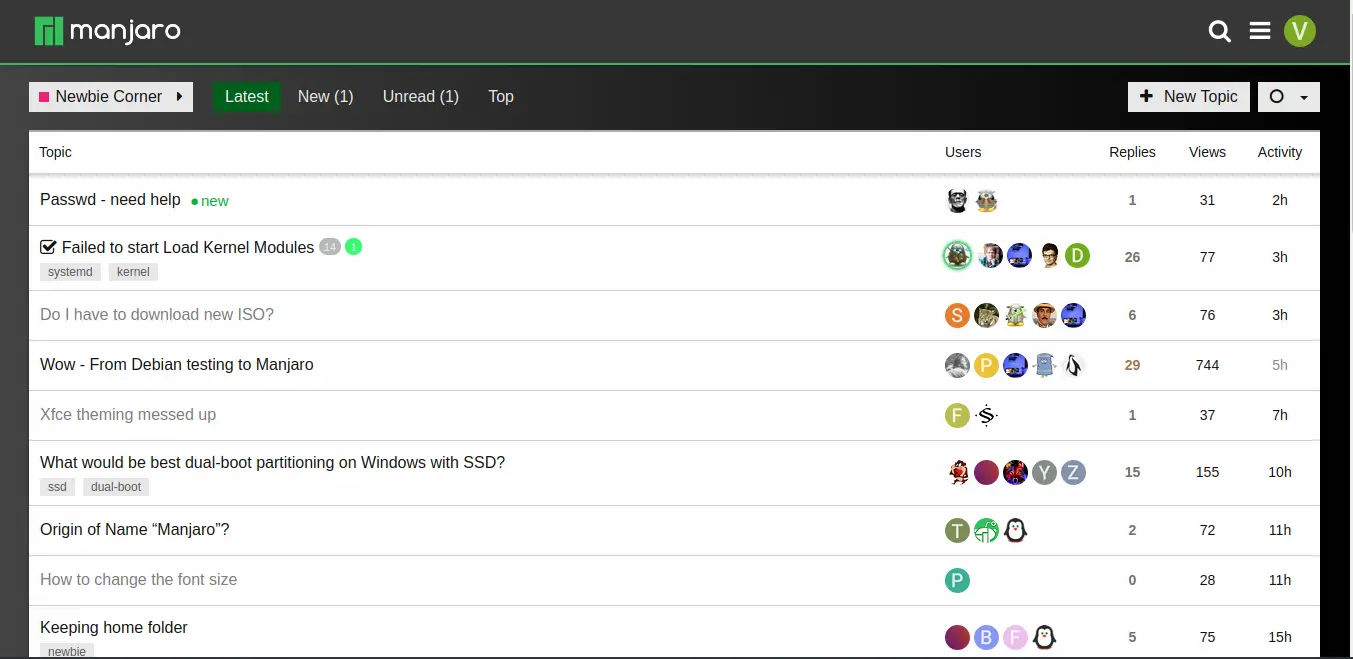 manjaro V
Newbie Corner Latest New (1) Unread (1) Top + New Topic
Topic Users Replies Views Activity
Passwd - need help new 1 31 2h
Failed to start Load Kernel Modules 14 1 D 26 77 3h
systemd kernel
Do I have to download new ISO? S 6 76 3h
Wow - From Debian testing to Manjaro P 29 744 5h
Xfce theming messed up F S 1 37 7h
What would be best dual-boot partitioning on Windows with SSD? Y Z 15 155 10h
ssd dual-boot
Origin of Name “Manjaro”? T 2 72 11h
How to change the font size P 0 28 11h
Keeping home folder B F 5 75 15h
newbie